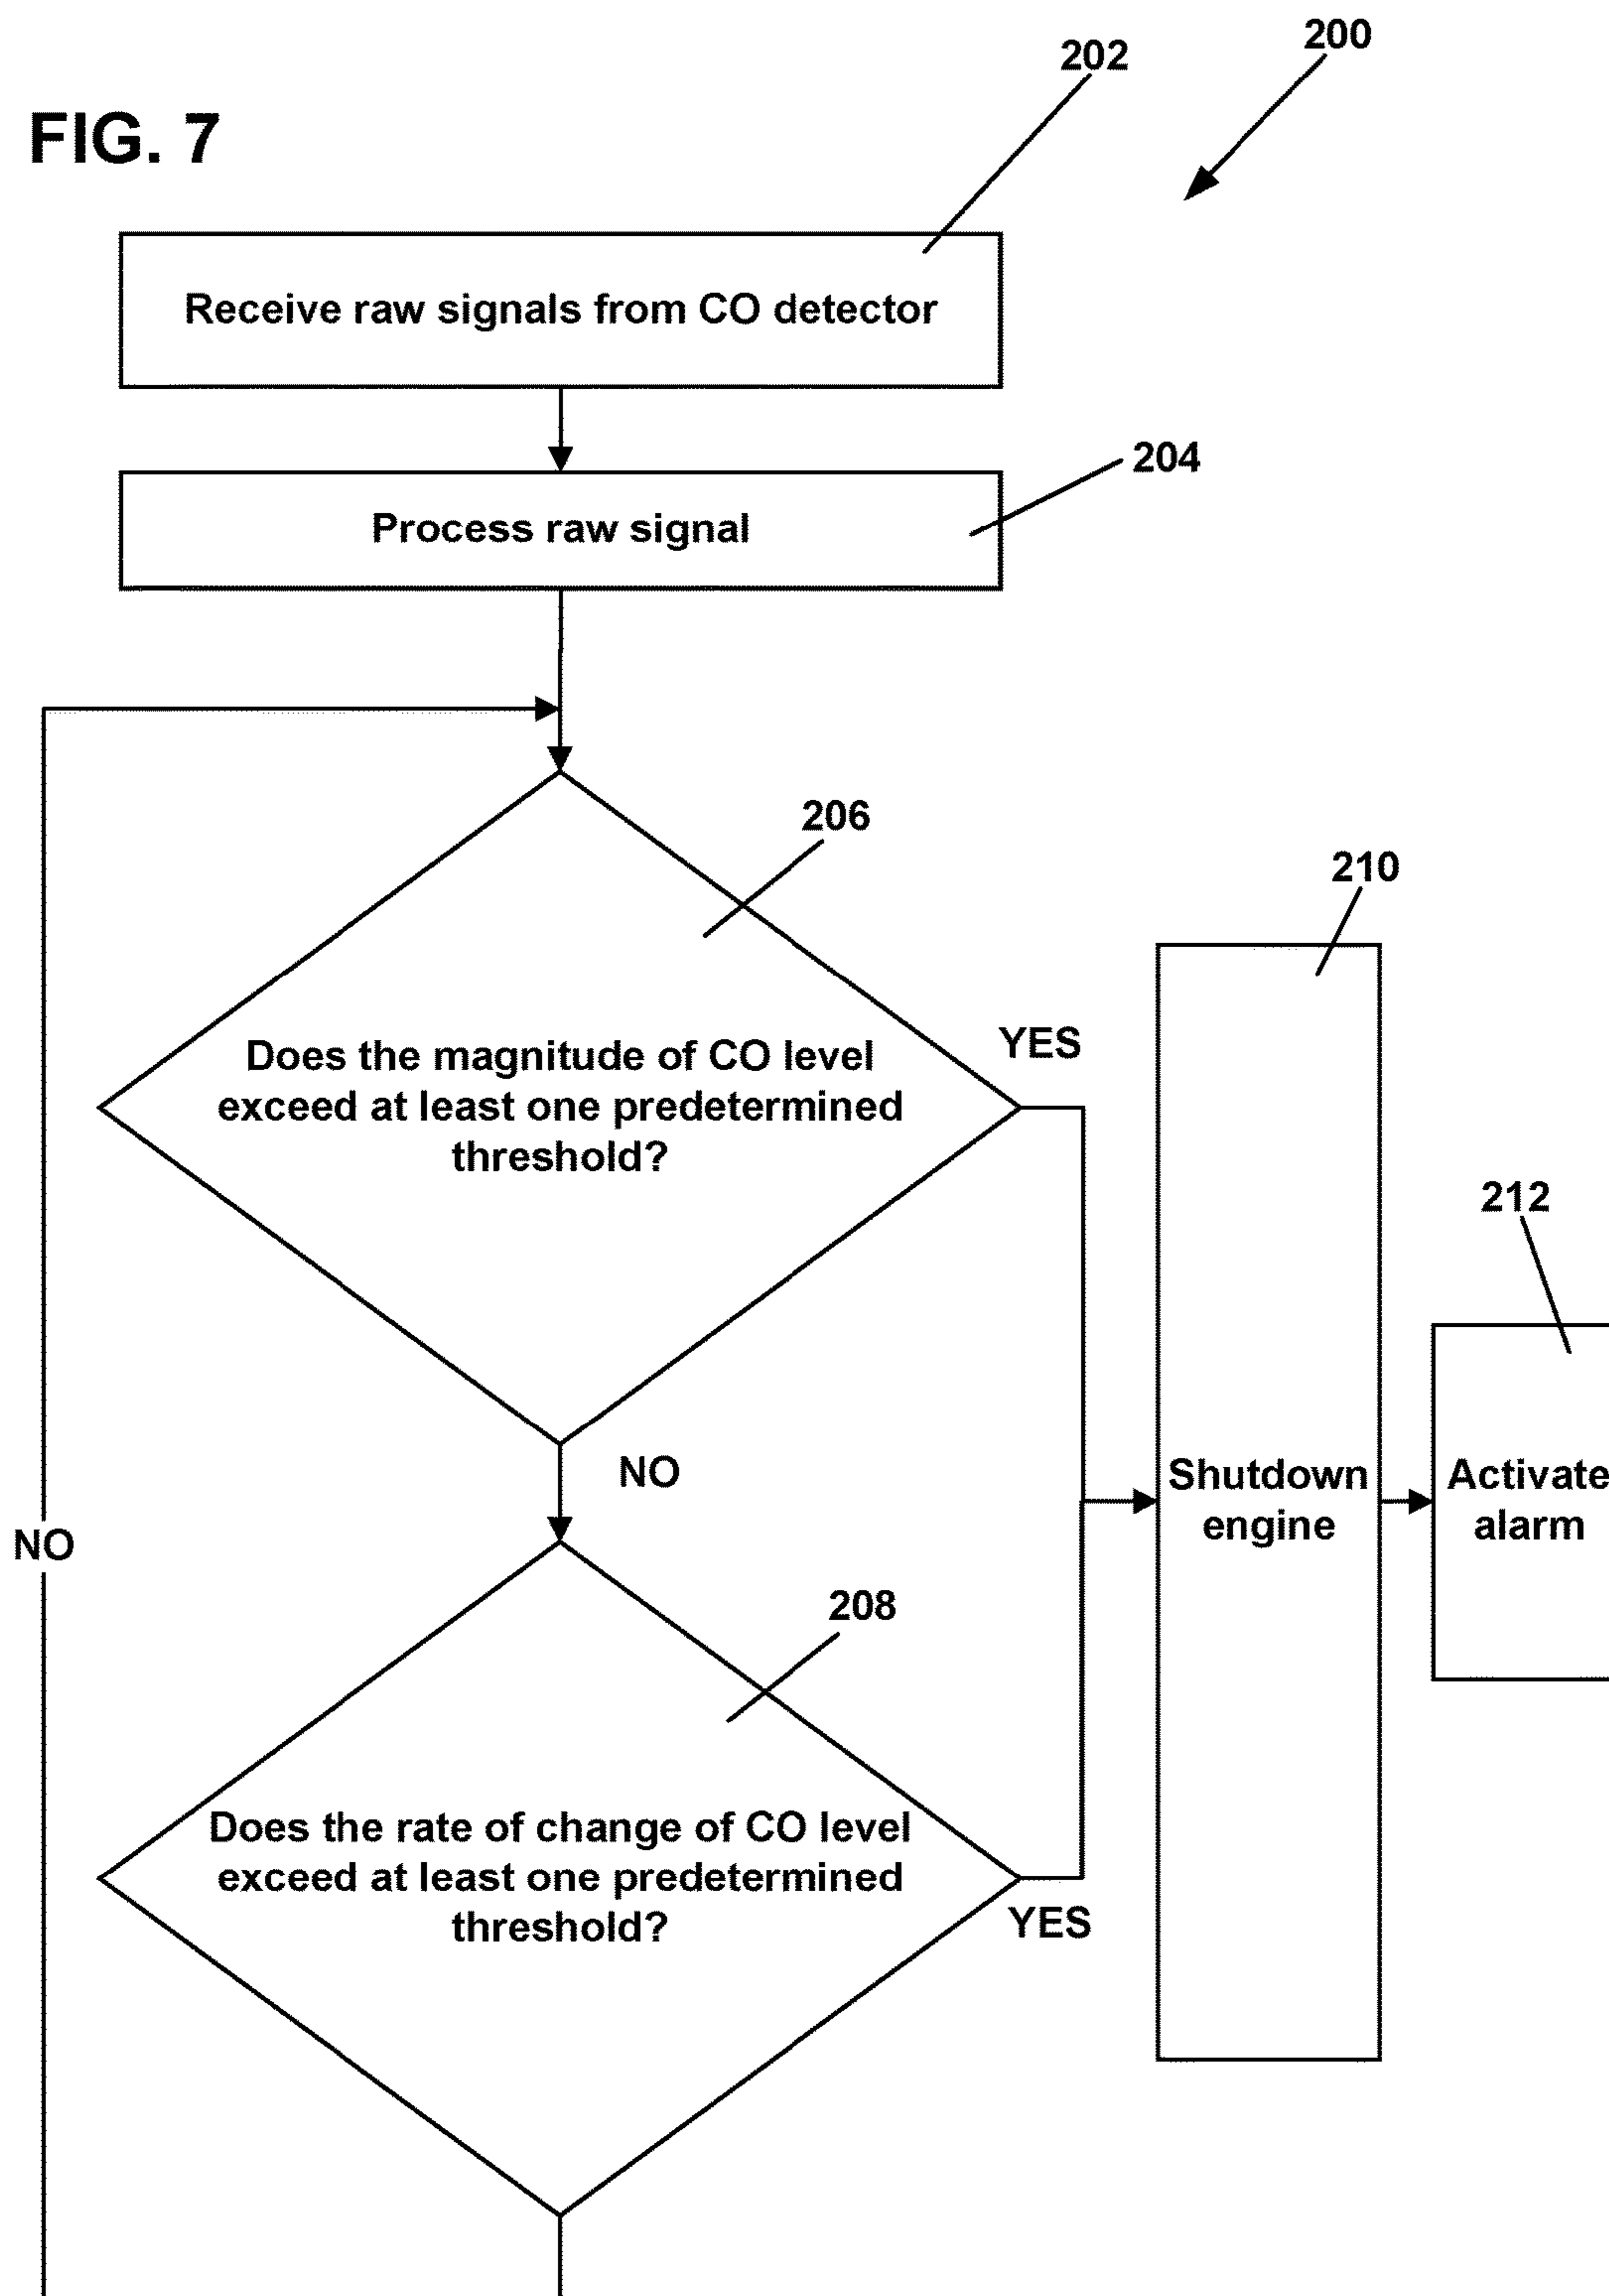 200
202
FIG. 7
Receive raw signals from CO detector
204
Process raw signal
206
210
Does the magnitude of CO level
exceed at least one predetermined
threshold?
YES
212
NO
Shutdown
engine
Activate
alarm
NO
208
Does the rate of change of CO level
exceed at least one predetermined
threshold?
YES